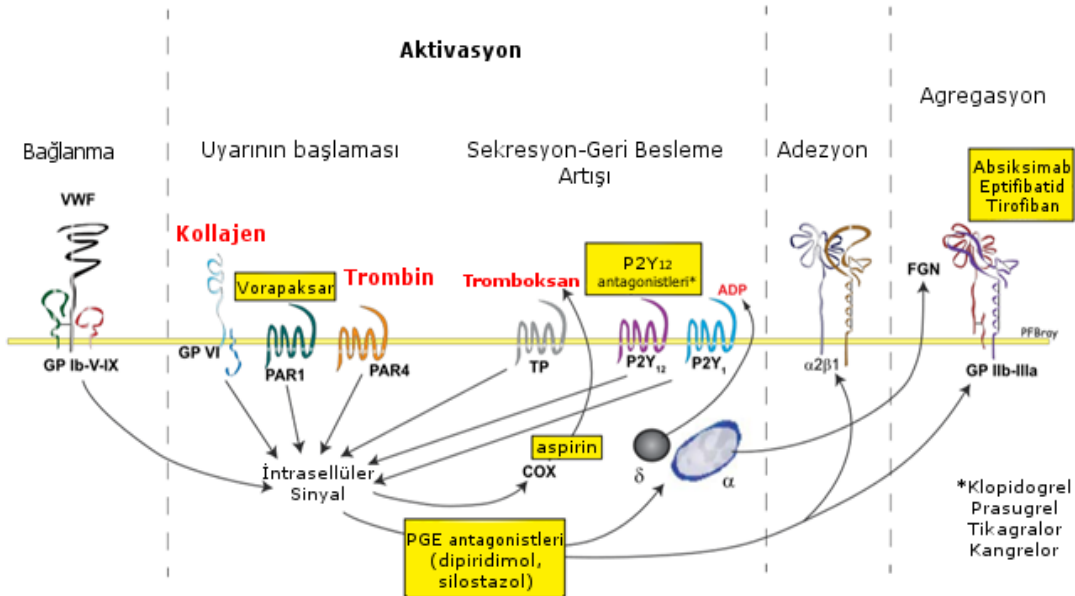 Aktivasyon
Agregasyon
Bağlanma
Uyarının başlaması
Sekresyon-Geri Besleme
Artışı
Adezyon
VWF
Absiksimab
Eptifibatid
Tirofiban
Kollajen
Vorapaksar
Trombin
Tromboksan
P2Y12
antagonistleri*
ADP
FGN
PFBray
GP Ib-V-IX
GP VI
PAR1
PAR4
TP
P2Y12
P2Y1
α2β1
GP IIb-IIIa
İntrasellüler
Sinyal
aspirin
COX
δ
α
PGE antagonistleri
(dipiridimol,
silostazol)
*Klopidogrel
Prasugrel
Tikagralor
Kangrelor